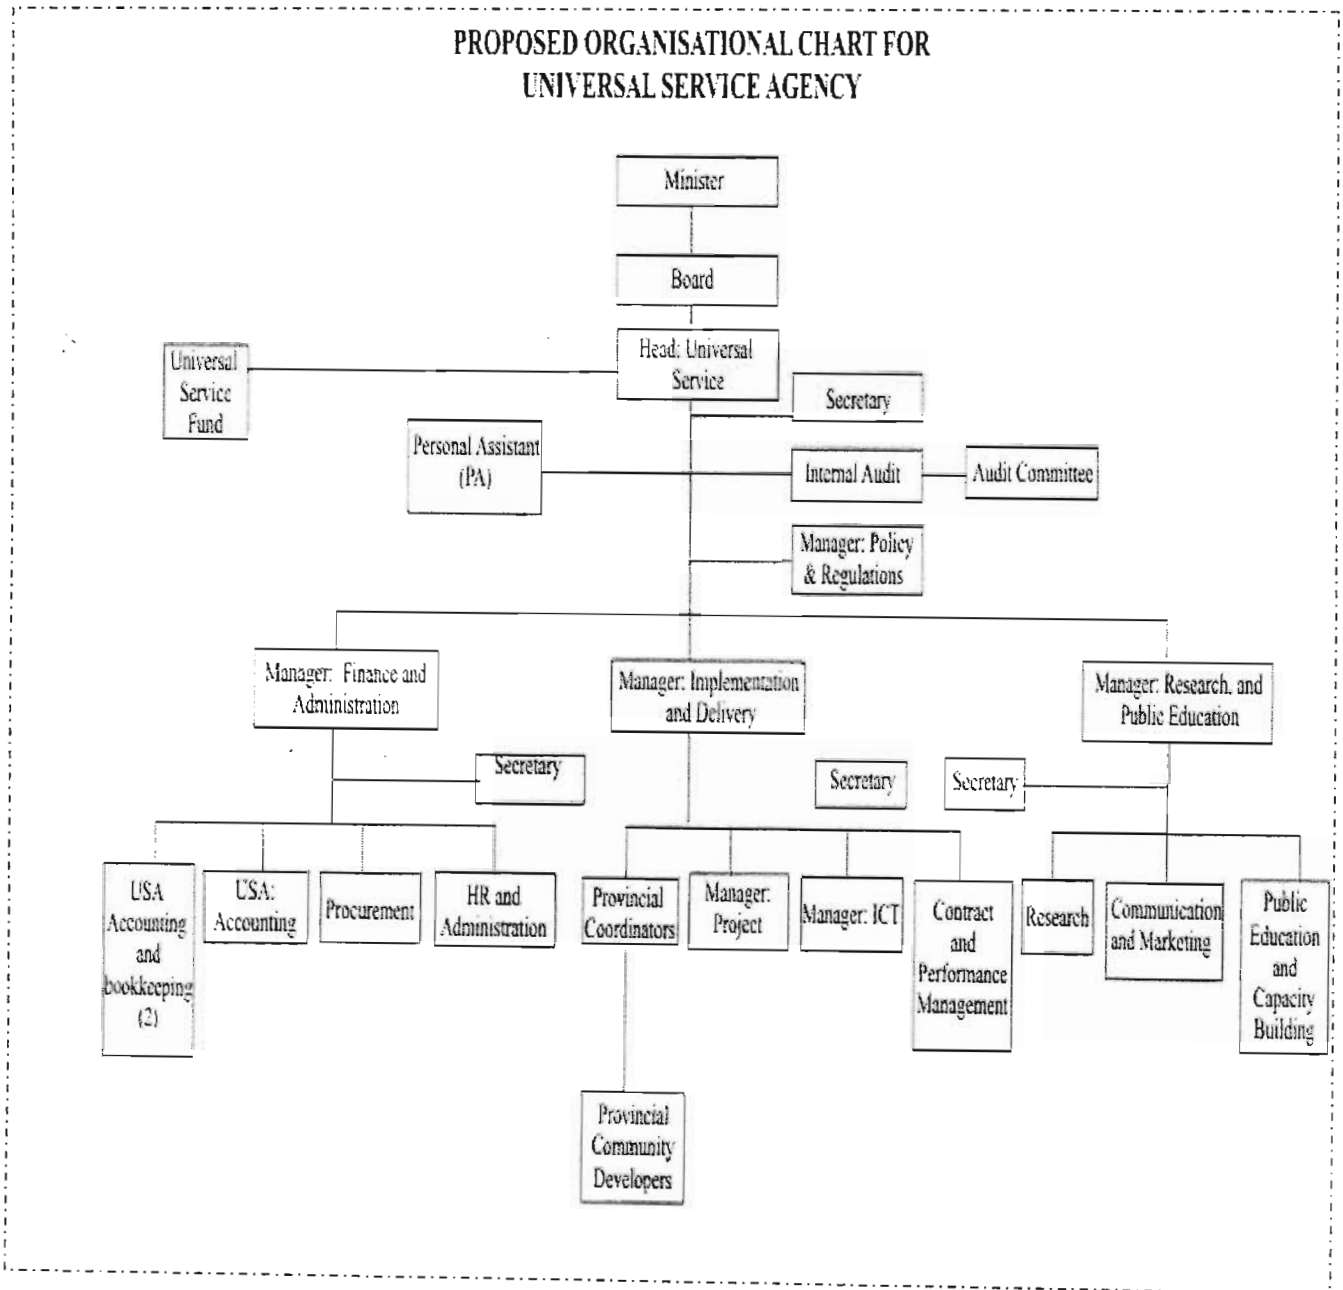 PROPOSED ORGANISATIONAL CHART FOR
UNIVERSAL SERVICE AGENCY
Minister
Board
Head: Universal
Service
Universal
Service
Fund
Secretary
Personal Assistant
(PA)
Internal Audit
Audit Committee
Manager: Policy
& Regulations
Manager: Finance and
Administration
Manager: Implementation
and Delivery
Manager: Research, and
Public Education
Secretary
Secretary
Secretary
USA
Accounting
and
bookkeeping
(2)
USA:
Accounting
Procurement
HR and
Administration
Provincial
Coordinators
Manager:
Project
Manager: ICT
Contract
and
Performance
Management
Research
Communication
and Marketing
Public
Education
and
Capacity
Building
Provincial
Community
Developers